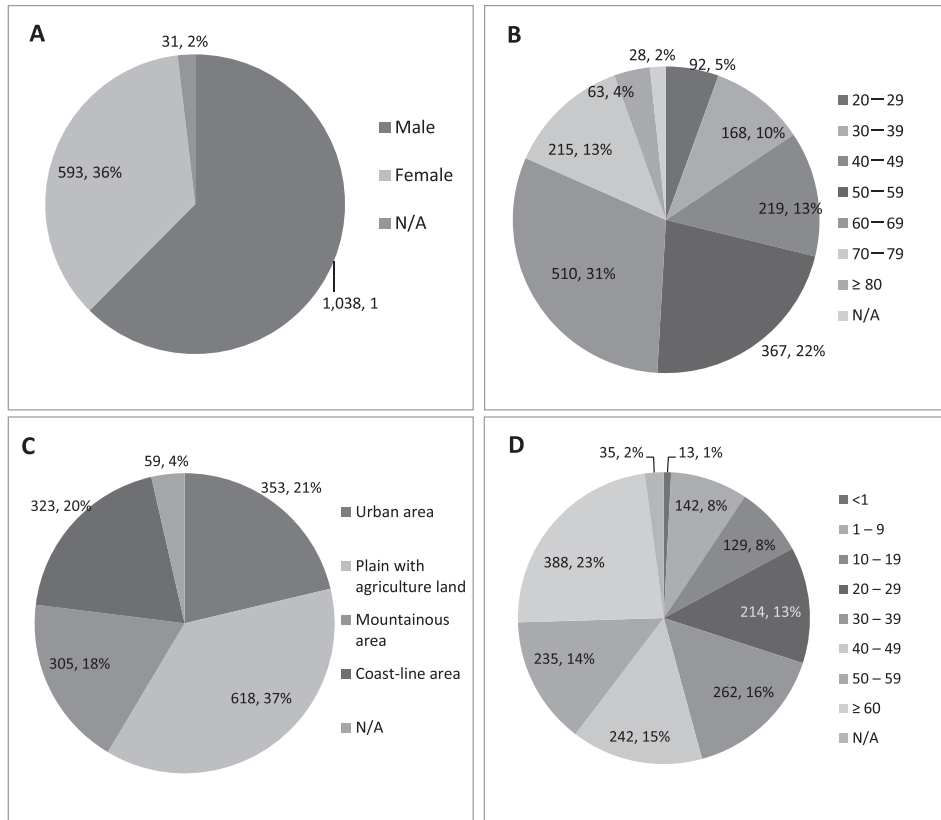 A
31, 2%
593, 36%
1,038, 1
Male
Female
N/A
B
28, 2%
92, 5%
63, 4%
168, 10%
215, 13%
219, 13%
510, 31%
367, 22%
20—29
30—39
40—49
50—59
60—69
70—79
≥ 80
N/A
C
59, 4%
323, 20%
353, 21%
305, 18%
618, 37%
Urban area
Plain with
agriculture land
Mountainous
area
Coast-line area
N/A
D
35, 2%
13, 1%
142, 8%
129, 8%
388, 23%
214, 13%
235, 14%
262, 16%
242, 15%
<1
1 – 9
10 – 19
20 – 29
30 – 39
40 – 49
50 – 59
≥ 60
N/A